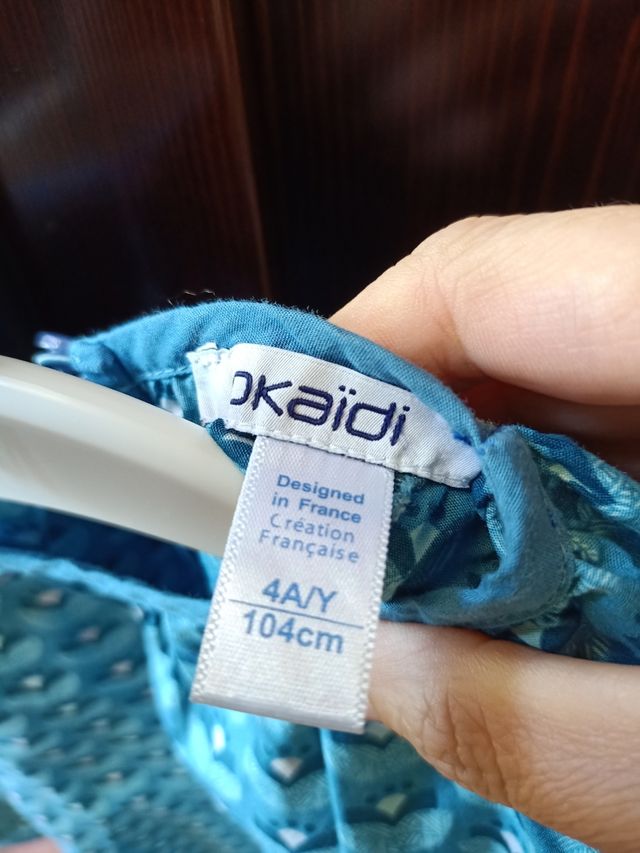 okaïdi
Designed
in France
Création
Française
4A/Y
104cm